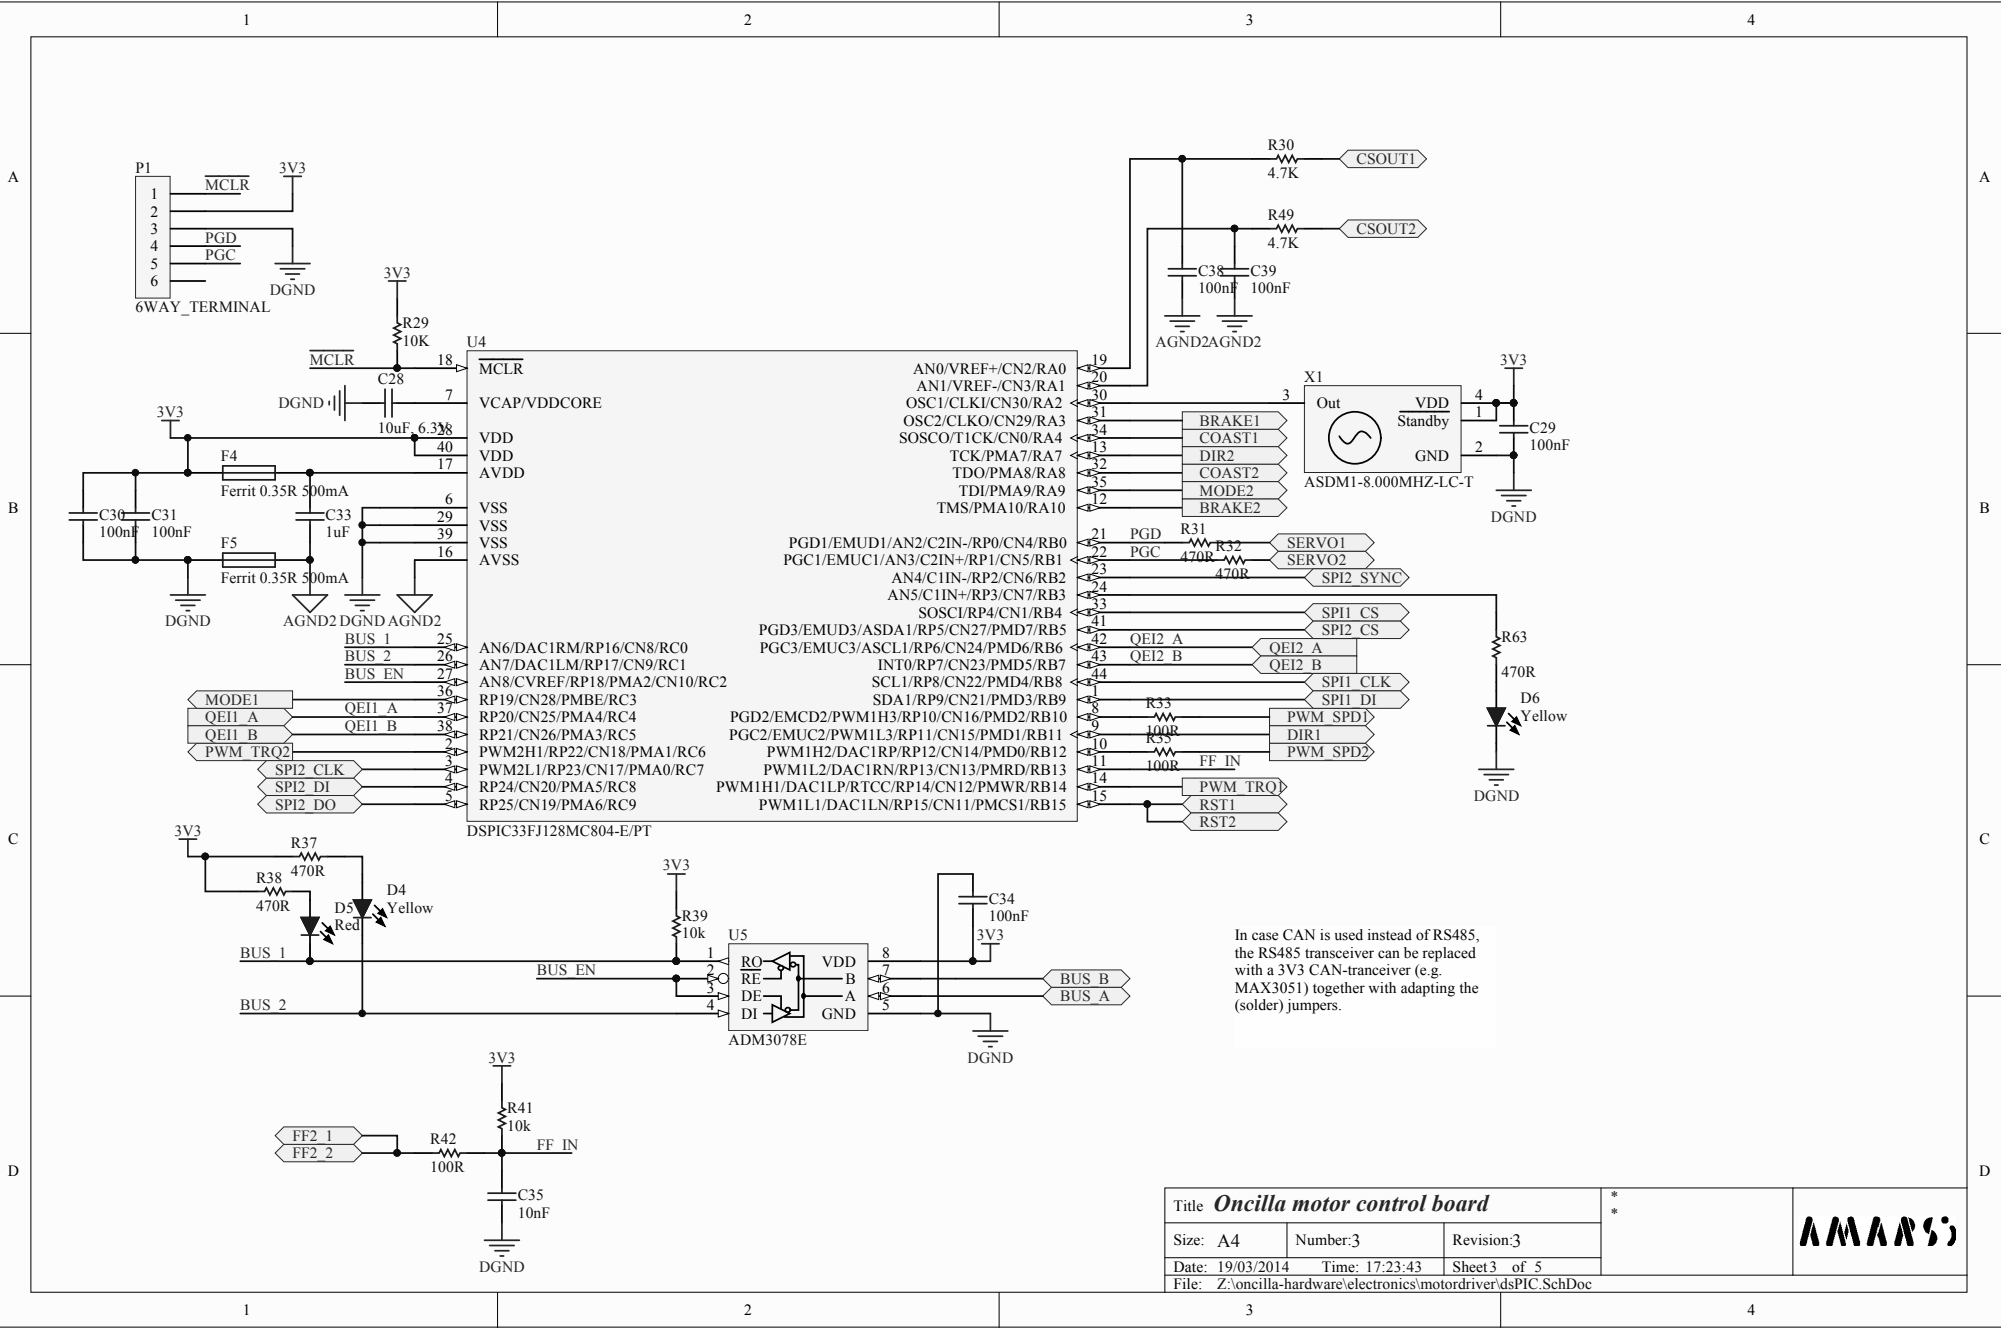 1 2 3 4
A A
B B
C C
D D
P1
1
2
3
4
5
6
MCLR
3V3
PGD
PGC
DGND
6WAY_TERMINAL
3V3
R29
10K
MCLR
C28
DGND
10uF, 6.3V
3V3
F4
Ferrit 0.35R 500mA
C30
100nF
C31
100nF
C33
1uF
F5
Ferrit 0.35R 500mA
DGND
AGND2
DGND
AGND2
U4
18 MCLR
7 VCAP/VDDCORE
28 VDD
40 VDD
17 AVDD
6 VSS
29 VSS
39 VSS
16 AVSS
BUS_1 25 AN6/DAC1RM/RP16/CN8/RC0
BUS_2 26 AN7/DAC1LM/RP17/CN9/RC1
BUS_EN 27 AN8/CVREF/RP18/PMA2/CN10/RC2
MODE1 36 RP19/CN28/PMBE/RC3
QEI1_A QEI1_A 37 RP20/CN25/PMA4/RC4
QEI1_B QEI1_B 38 RP21/CN26/PMA3/RC5
PWM_TRQ2 2 PWM2H1/RP22/CN18/PMA1/RC6
SPI2_CLK 3 PWM2L1/RP23/CN17/PMA0/RC7
SPI2_DI 4 RP24/CN20/PMA5/RC8
SPI2_DO 5 RP25/CN19/PMA6/RC9
DSPIC33FJ128MC804-E/PT
AN0/VREF+/CN2/RA0 19
AN1/VREF-/CN3/RA1 20
OSC1/CLKI/CN30/RA2 30
OSC2/CLKO/CN29/RA3 31 BRAKE1
SOSCO/T1CK/CN0/RA4 34 COAST1
TCK/PMA7/RA7 13 DIR2
TDO/PMA8/RA8 32 COAST2
TDI/PMA9/RA9 35 MODE2
TMS/PMA10/RA10 12 BRAKE2
PGD1/EMUD1/AN2/C2IN-/RP0/CN4/RB0 21 PGD R31 470R SERVO1
PGC1/EMUC1/AN3/C2IN+/RP1/CN5/RB1 22 PGC R32 470R SERVO2
AN4/C1IN-/RP2/CN6/RB2 23 SPI2_SYNC
AN5/C1IN+/RP3/CN7/RB3 24
SOSCI/RP4/CN1/RB4 33 SPI1_CS
PGD3/EMUD3/ASDA1/RP5/CN27/PMD7/RB5 41 SPI2_CS
PGC3/EMUC3/ASCL1/RP6/CN24/PMD6/RB6 42 QEI2_A QEI2_A
INT0/RP7/CN23/PMD5/RB7 43 QEI2_B QEI2_B
SCL1/RP8/CN22/PMD4/RB8 44 SPI1_CLK
SDA1/RP9/CN21/PMD3/RB9 1 SPI1_DI
PGD2/EMCD2/PWM1H3/RP10/CN16/PMD2/RB10 8 R33 100R PWM_SPD1
PGC2/EMUC2/PWM1L3/RP11/CN15/PMD1/RB11 9 DIR1
PWM1H2/DAC1RP/RP12/CN14/PMD0/RB12 10 R35 100R PWM_SPD2
PWM1L2/DAC1RN/RP13/CN13/PMRD/RB13 11 FF_IN
PWM1H1/DAC1LP/RTCC/RP14/CN12/PMWR/RB14 14 PWM_TRQ1
PWM1L1/DAC1LN/RP15/CN11/PMCS1/RB15 15 RST1
RST2
R30
4.7K
CSOUT1
R49
4.7K
CSOUT2
C38
100nF
C39
100nF
AGND2
AGND2
X1
3 Out
VDD 4
Standby 1
GND 2
ASDM1-8.000MHZ-LC-T
3V3
C29
100nF
DGND
R63
470R
D6
Yellow
DGND
3V3
R37
470R
R38
470R
D4
Yellow
D5
Red
BUS_1
BUS_2
3V3
R39
10k
BUS_EN
U5
1 RO
2 RE
3 DE
4 DI
VDD 8
B 7
A 6
GND 5
ADM3078E
C34
100nF
3V3
BUS_B
BUS_A
DGND
In case CAN is used instead of RS485,
the RS485 transceiver can be replaced
with a 3V3 CAN-tranceiver (e.g.
MAX3051) together with adapting the
(solder) jumpers.
3V3
R41
10k
FF2_1
FF2_2
R42
100R
FF_IN
C35
10nF
DGND
Title Oncilla motor control board
Size: A4 Number:3 Revision:3
Date: 19/03/2014 Time: 17:23:43 Sheet3 of 5
File: Z:\oncilla-hardware\electronics\motordriver\dsPIC.SchDoc
*
*
AMARSi
1 2 3 4